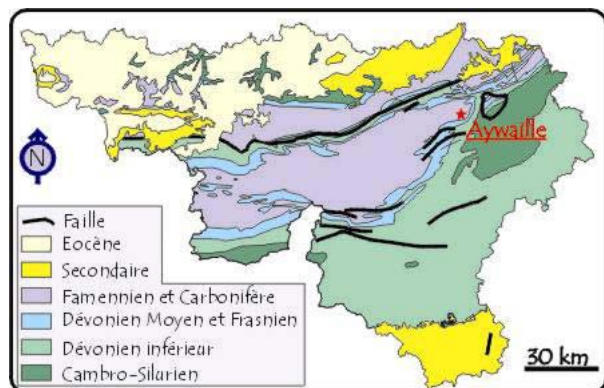 Aywaille
N
Faille
Eocène
Secondaire
Famennien et Carbonifère
Dévonien Moyen et Frasnien
Dévonien inférieur
Cambro-Silurien
30 km